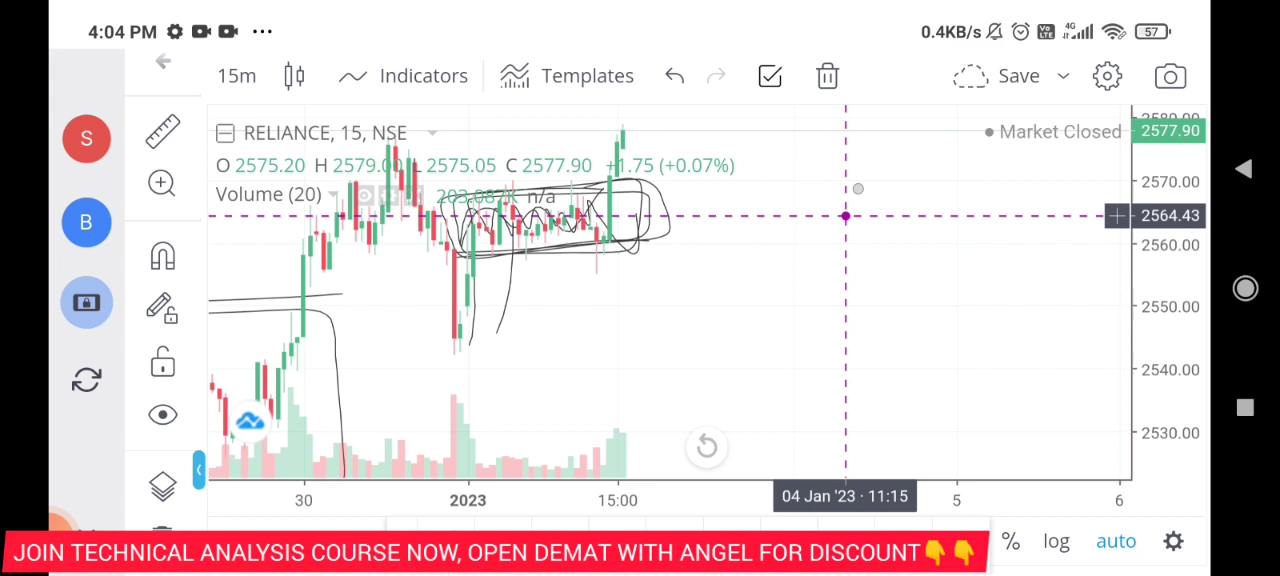 4:04 PM
0.4KB/s
Vo LTE
4G
57
15m
Indicators
Templates
Save
S
B
RELIANCE, 15, NSE
Market Closed
O 2575.20 H 2579.00 L 2575.05 C 2577.90 +1.75 (+0.07%)
Volume (20)
n/a
2577.90
2570.00
2564.43
2560.00
2550.00
2540.00
2530.00
30
2023
15:00
04 Jan '23 · 11:15
5
6
JOIN TECHNICAL ANALYSIS COURSE NOW, OPEN DEMAT WITH ANGEL FOR DISCOUNT👇👇
%
log
auto